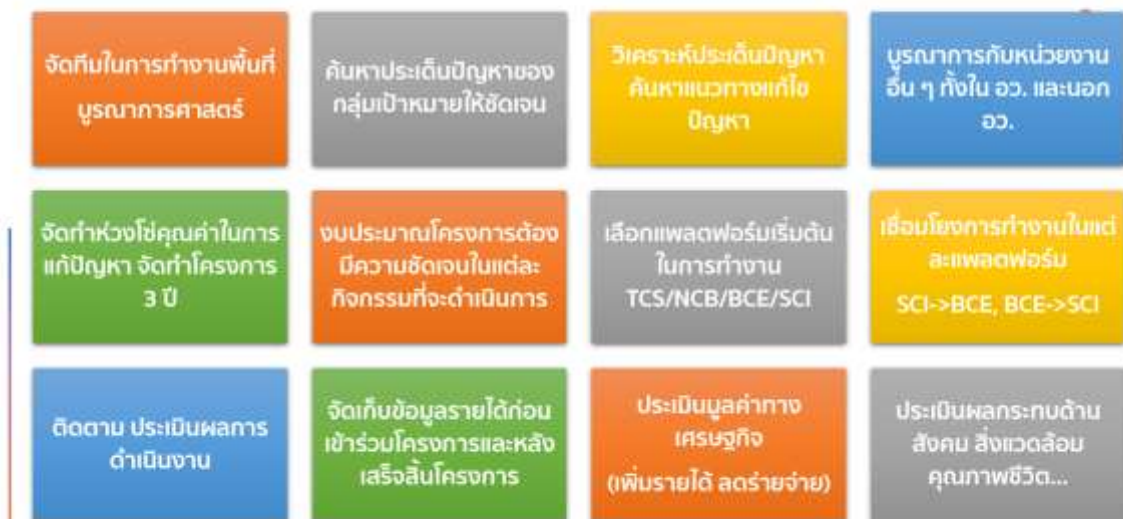 จัดทีมในการทำงานพื้นที่
บูรณาการศาสตร์
ค้นหาประเด็นปัญหาของ
กลุ่มเป้าหมายให้ชัดเจน
วิเคราะห์ประเด็นปัญหา
ค้นหาแนวทางแก้ไข
ปัญหา
บูรณาการกับหน่วยงาน
อื่น ๆ ทั้งใน อว. และนอก
อว.
จัดทำห่วงโซ่คุณค่าในการ
แก้ปัญหา จัดทำโครงการ
3 ปี
งบประมาณโครงการต้อง
มีความชัดเจนในแต่ละ
กิจกรรมที่จะดำเนินการ
เลือกแพลตฟอร์มเริ่มต้น
ในการทำงาน
TCS/NCB/BCE/SCI
เชื่อมโยงการทำงานในแต่
ละแพลตฟอร์ม
SCI->BCE, BCE->SCI
ติดตาม ประเมินผลการ
ดำเนินงาน
จัดเก็บข้อมูลรายได้ก่อน
เข้าร่วมโครงการและหลัง
เสร็จสิ้นโครงการ
ประเมินมูลค่าทาง
เศรษฐกิจ
(เพิ่มรายได้ ลดร่ายจ่าย)
ประเมินผลกระทบด้าน
สังคม สิ่งแวดล้อม
คุณภาพชีวิต...